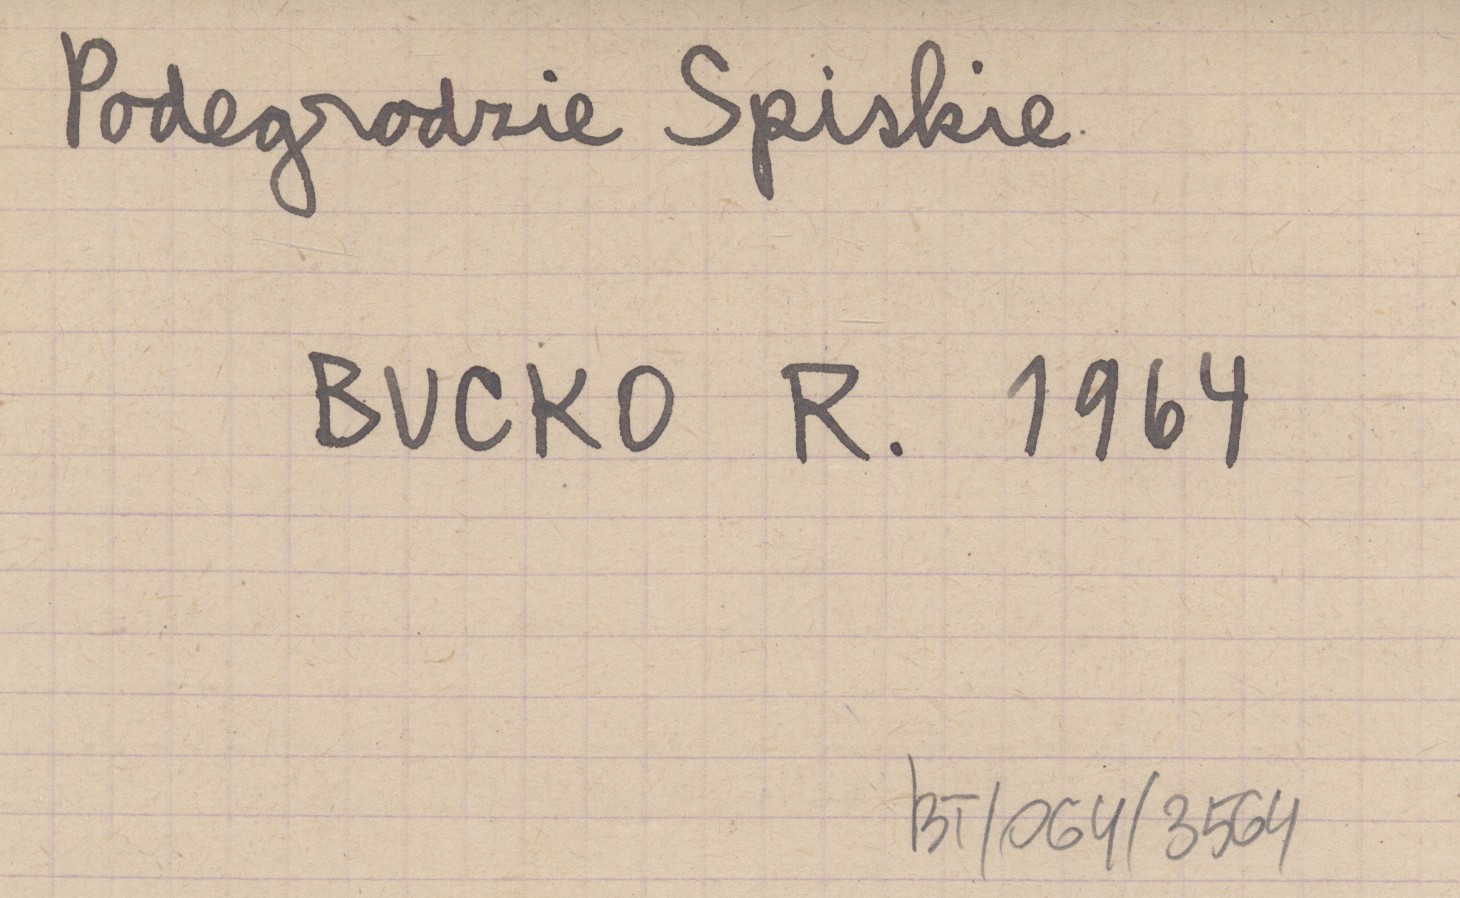 Podegrodzie Spiskie
BUCKO R. 1964
BT/064/3564